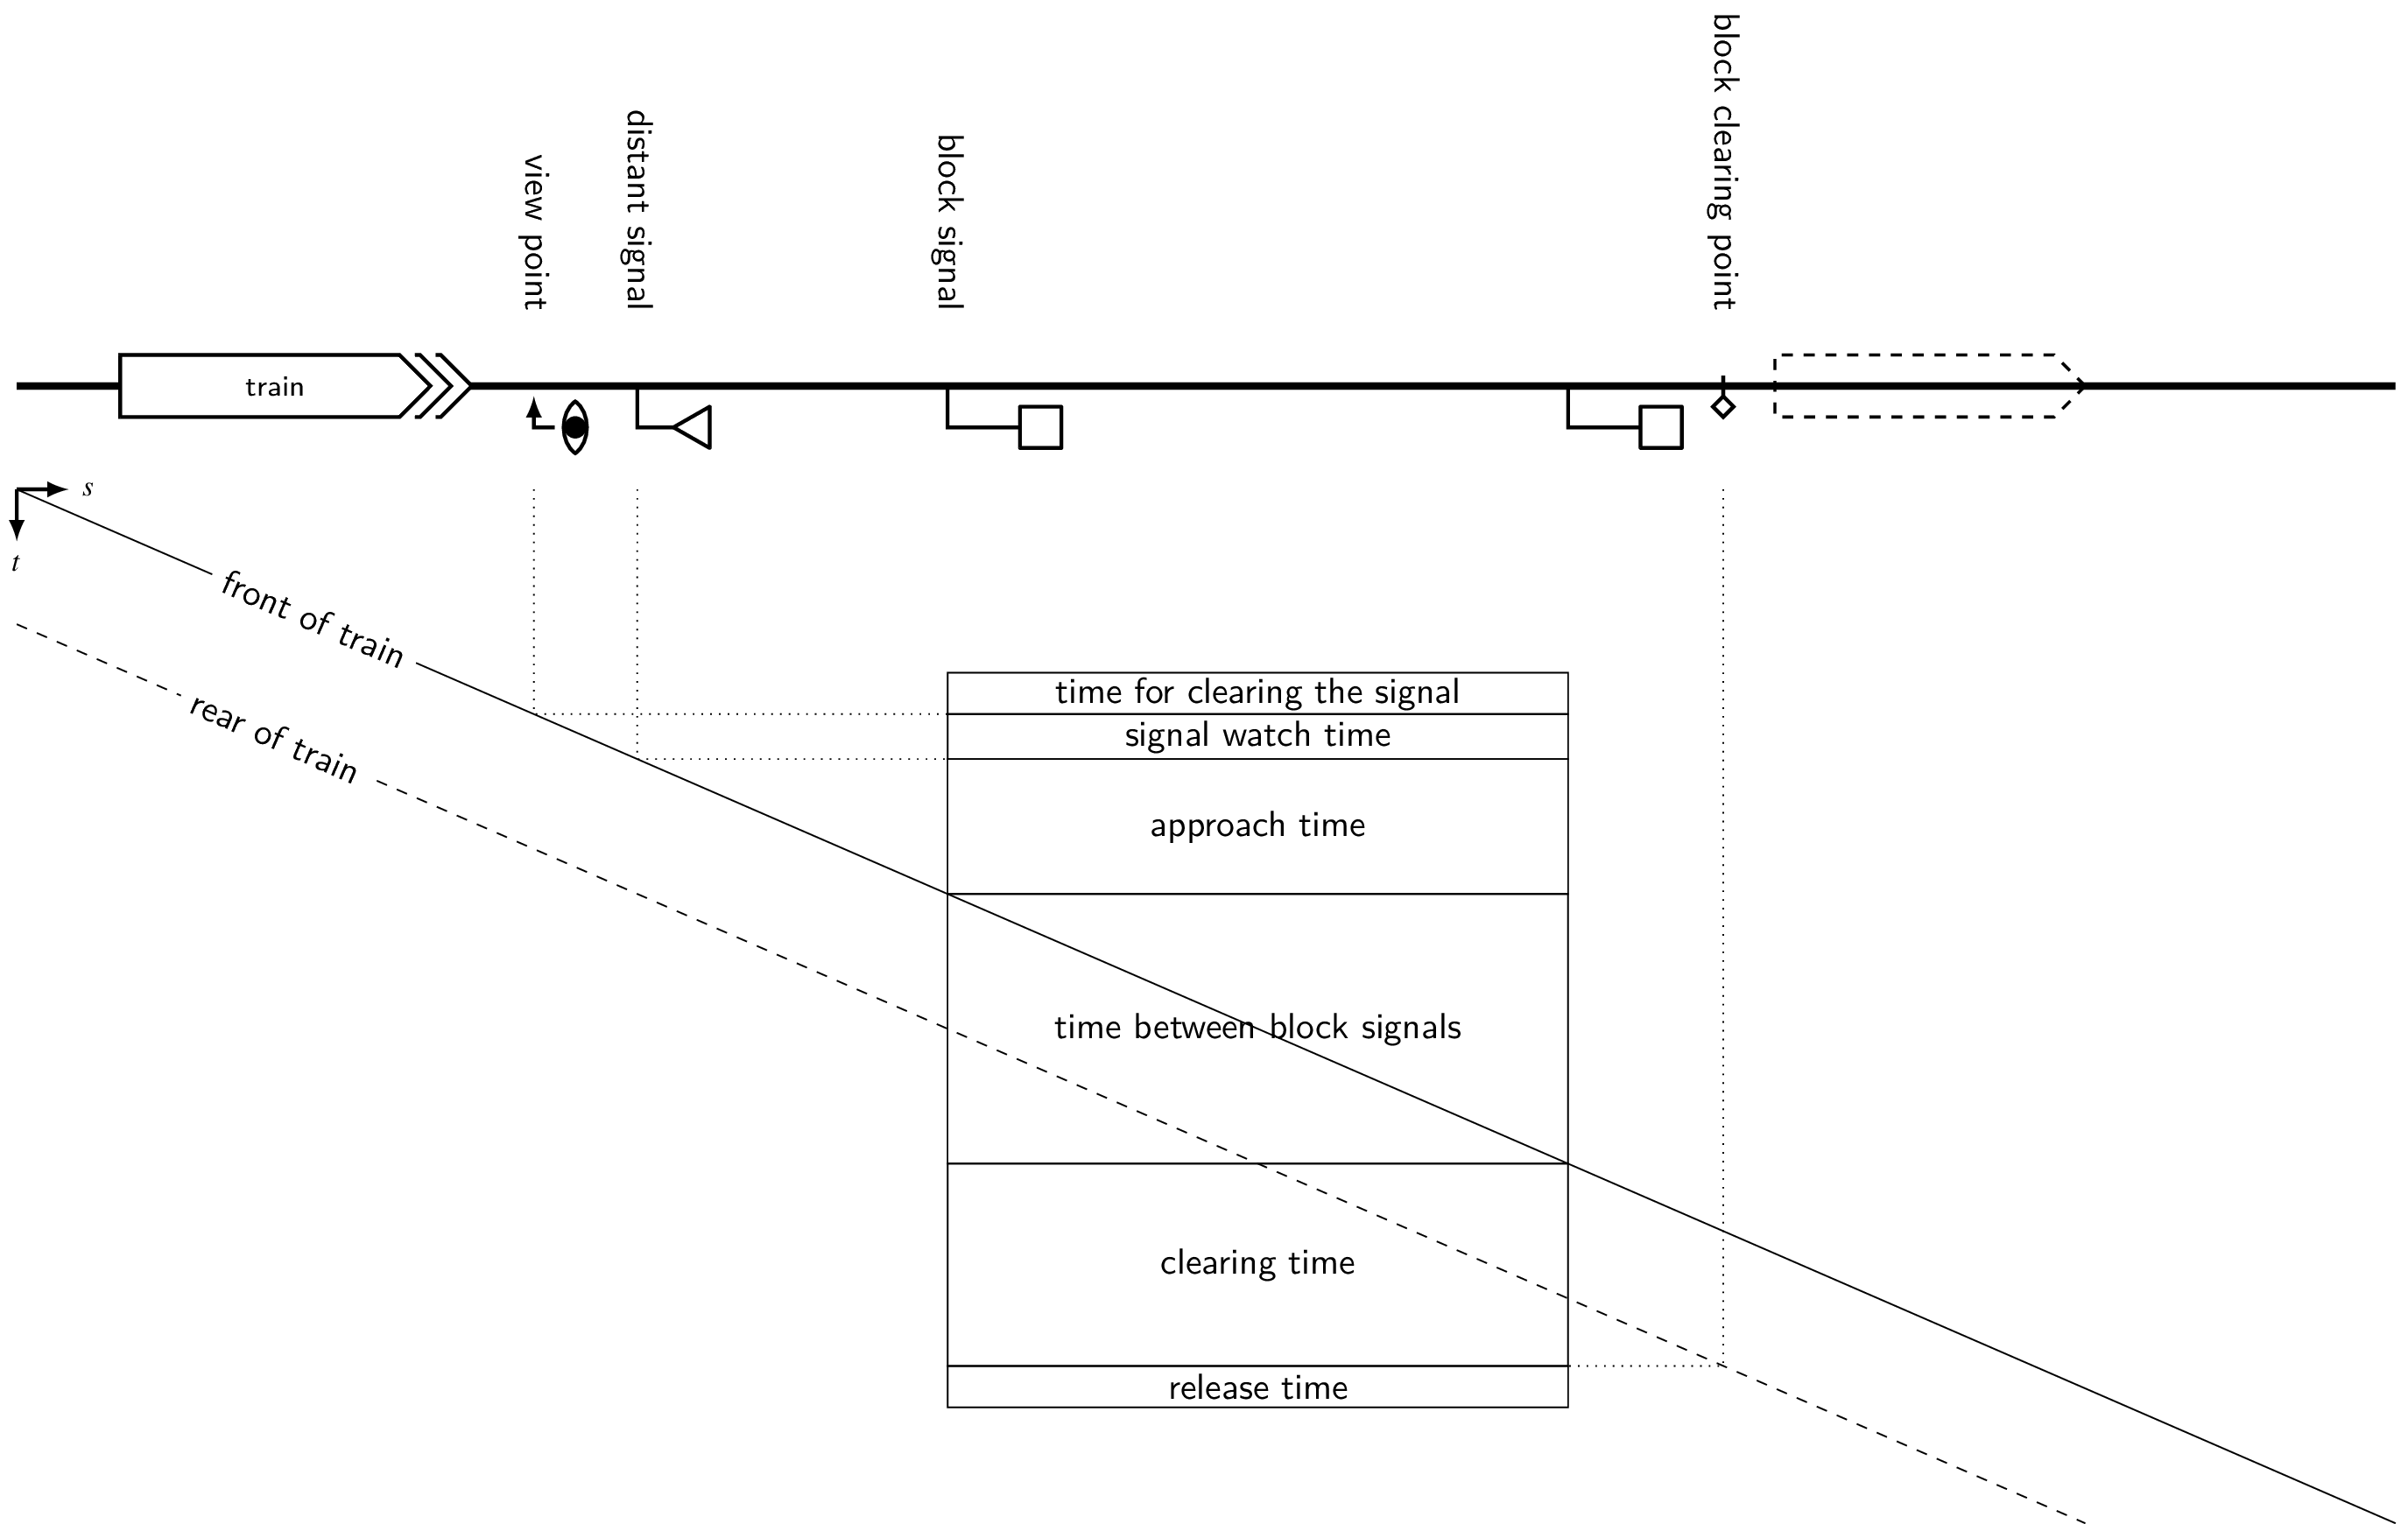 view point
distant signal
block signal
block clearing point
train
s
t
front of train
rear of train
time for clearing the signal
signal watch time
approach time
time between block signals
clearing time
release time